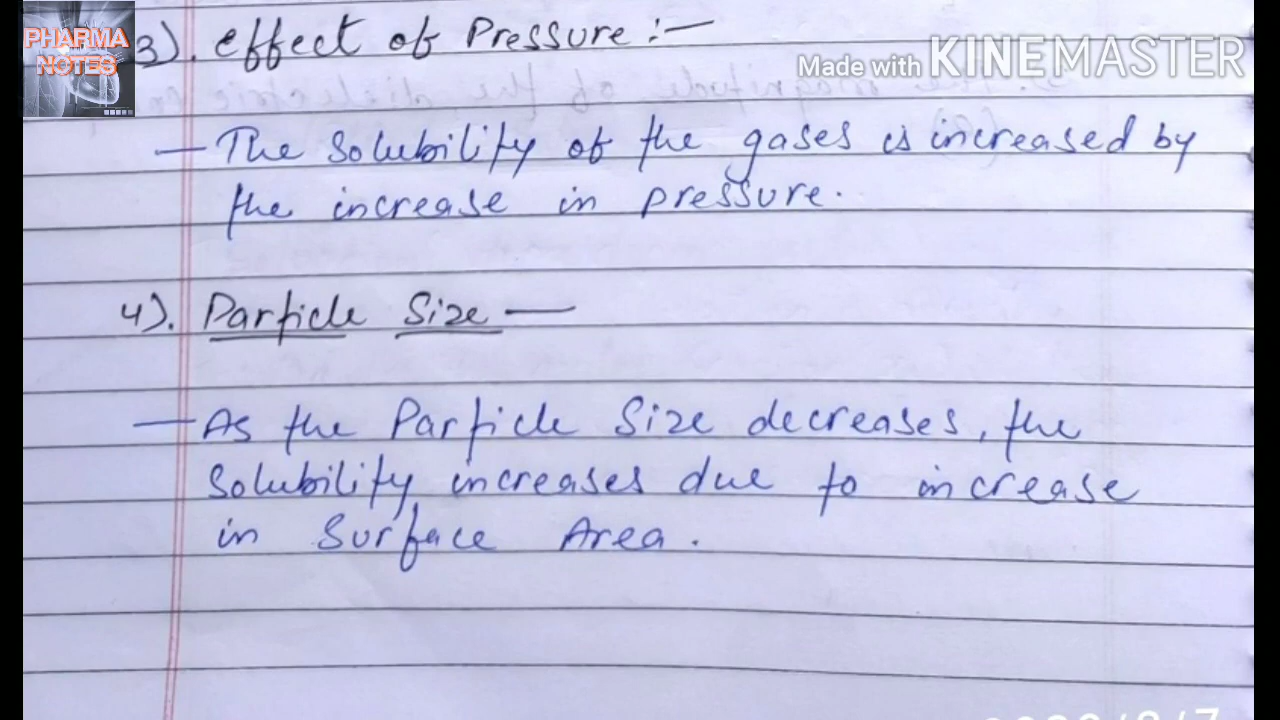 PHARMA
NOTES
3). effect of Pressure :-
Made with KINEMASTER
- The solubility of the gases is increased by
the increase in pressure.
4). Particle Size -
- As the Particle Size decreases, the
solubility increases due to increase
in Surface Area.